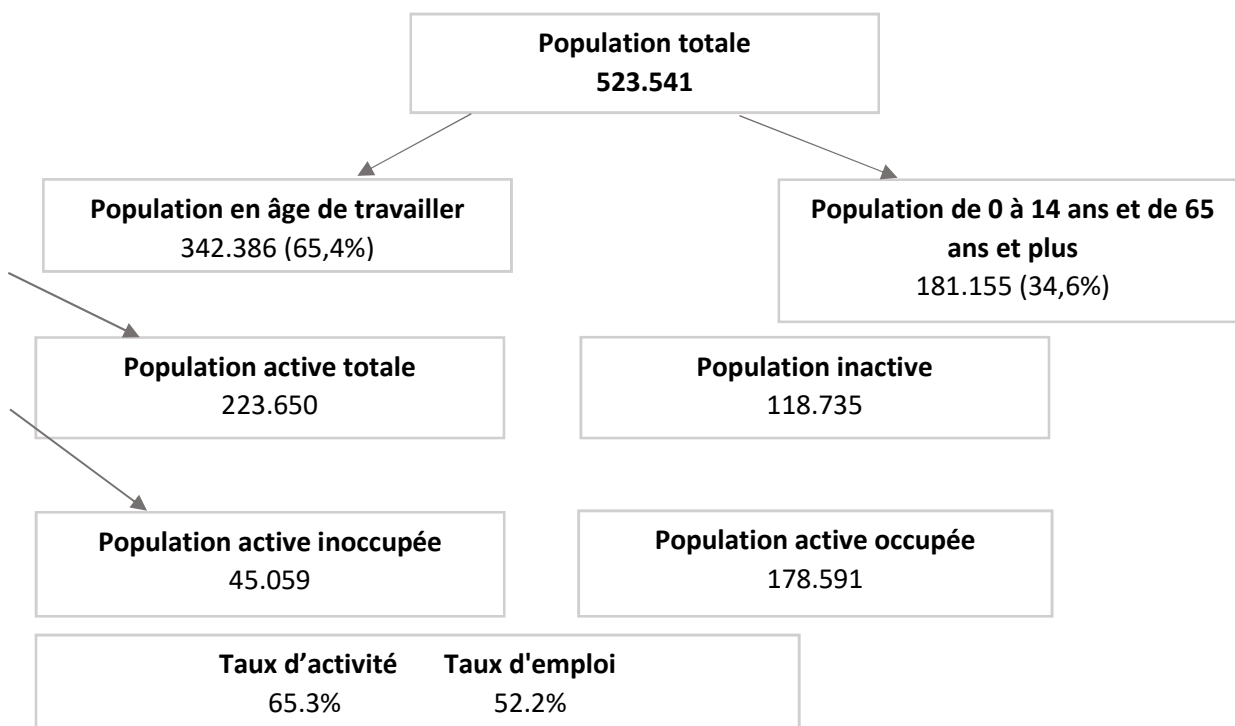 Population totale
523.541
Population en âge de travailler
342.386 (65,4%)
Population de 0 à 14 ans et de 65
ans et plus
181.155 (34,6%)
Population active totale
223.650
Population inactive
118.735
Population active inoccupée
45.059
Population active occupée
178.591
Taux d’activité Taux d'emploi
65.3% 52.2%